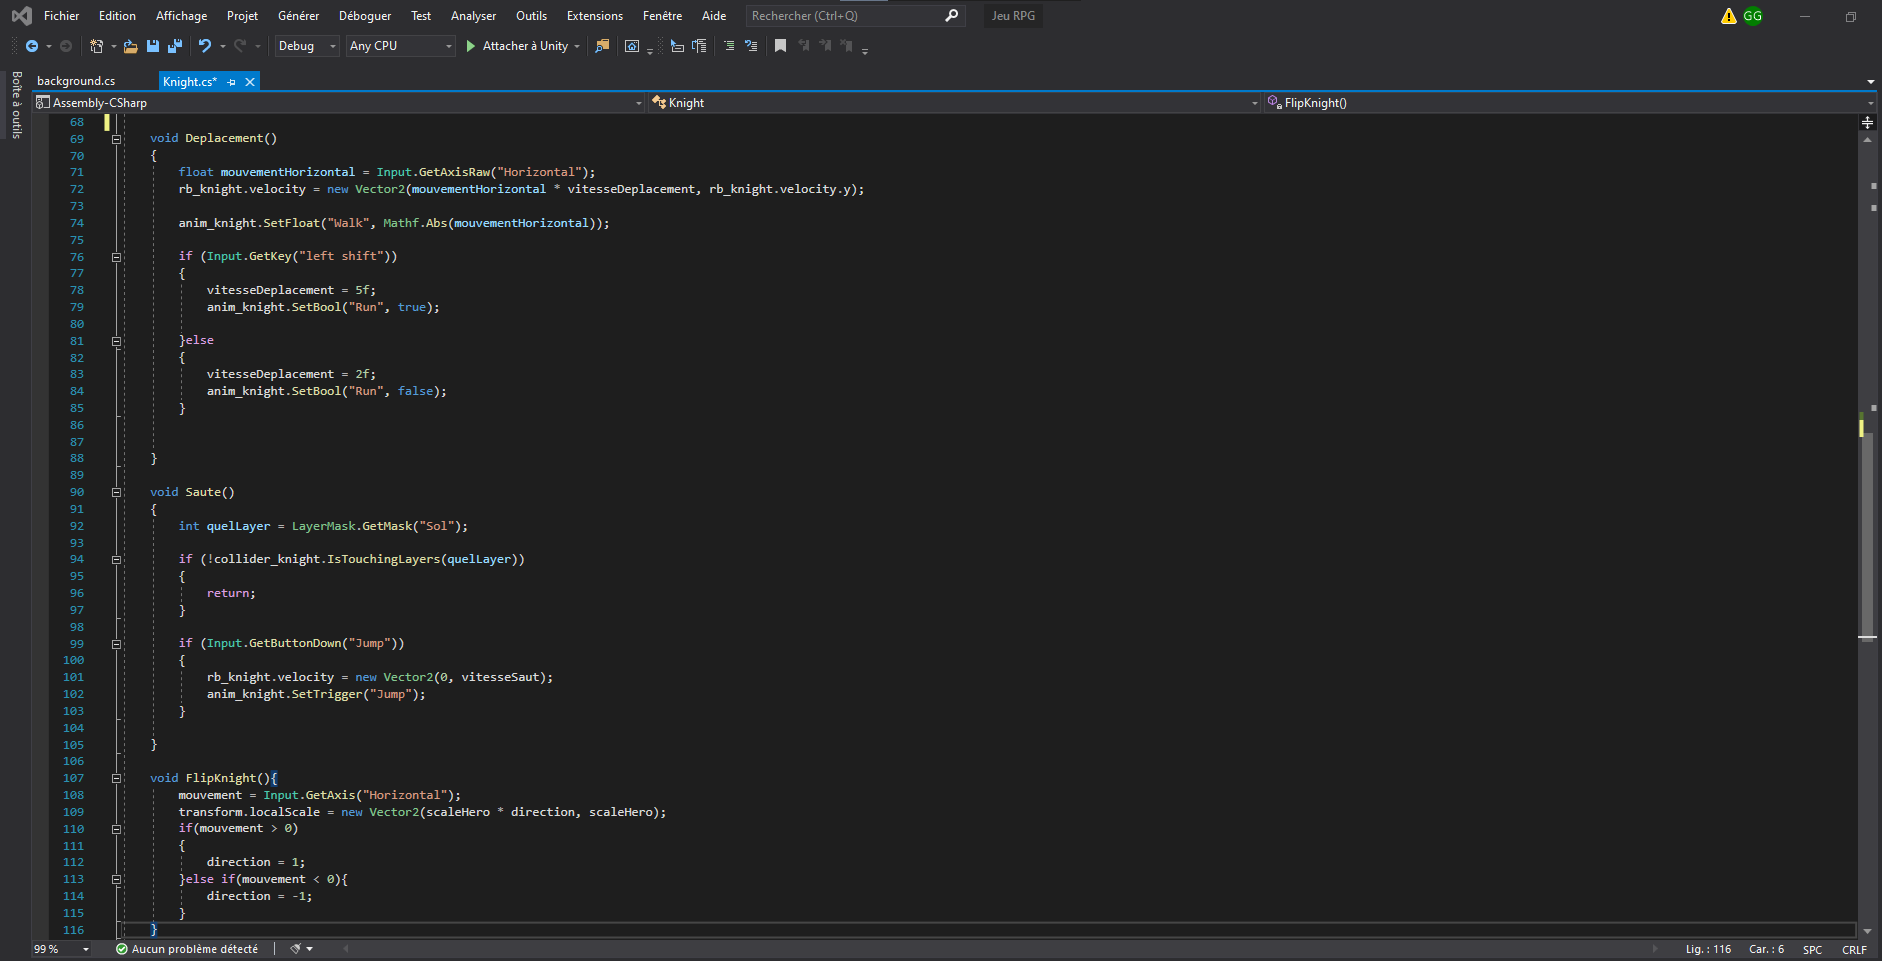 Fichier Edition Affichage Projet Générer Déboguer Test Analyser Outils Extensions Fenêtre Aide Rechercher (Ctrl+Q) Jeu RPG GG
Debug Any CPU Attacher à Unity
Boîte à outils
background.cs Knight.cs*
Assembly-CSharp Knight FlipKnight()
68
69 void Deplacement()
70 {
71 float mouvementHorizontal = Input.GetAxisRaw("Horizontal");
72 rb_knight.velocity = new Vector2(mouvementHorizontal * vitesseDeplacement, rb_knight.velocity.y);
73
74 anim_knight.SetFloat("Walk", Mathf.Abs(mouvementHorizontal));
75
76 if (Input.GetKey("left shift"))
77 {
78 vitesseDeplacement = 5f;
79 anim_knight.SetBool("Run", true);
80
81 }else
82 {
83 vitesseDeplacement = 2f;
84 anim_knight.SetBool("Run", false);
85 }
86
87
88 }
89
90 void Saute()
91 {
92 int quelLayer = LayerMask.GetMask("Sol");
93
94 if (!collider_knight.IsTouchingLayers(quelLayer))
95 {
96 return;
97 }
98
99 if (Input.GetButtonDown("Jump"))
100 {
101 rb_knight.velocity = new Vector2(0, vitesseSaut);
102 anim_knight.SetTrigger("Jump");
103 }
104
105 }
106
107 void FlipKnight(){
108 mouvement = Input.GetAxis("Horizontal");
109 transform.localScale = new Vector2(scaleHero * direction, scaleHero);
110 if(mouvement > 0)
111 {
112 direction = 1;
113 }else if(mouvement < 0){
114 direction = -1;
115 }
116 }
99 % Aucun problème détecté Lig. : 116 Car. : 6 SPC CRLF